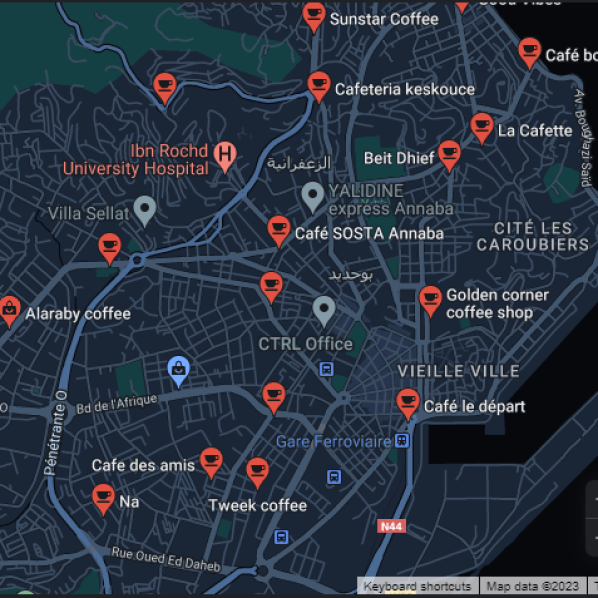 Sunstar Coffee
Café bo
Cafeteria keskouce
Av. Boughazi Saïd
La Cafette
Ibn Rochd
University Hospital
الزعفرانية
Beit Dhief
YALIDINE
express Annaba
Villa Sellat
Café SOSTA Annaba
CITÉ LES
CAROUBIERS
بوحديد
Golden corner
coffee shop
Alaraby coffee
CTRL Office
VIEILLE VILLE
Bd de l'Afrique
Café le départ
Pénétrante O
Gare Ferroviaire
Cafe des amis
Na
Tweek coffee
N44
Rue Oued Ed Daheb
Keyboard shortcuts
Map data ©2023